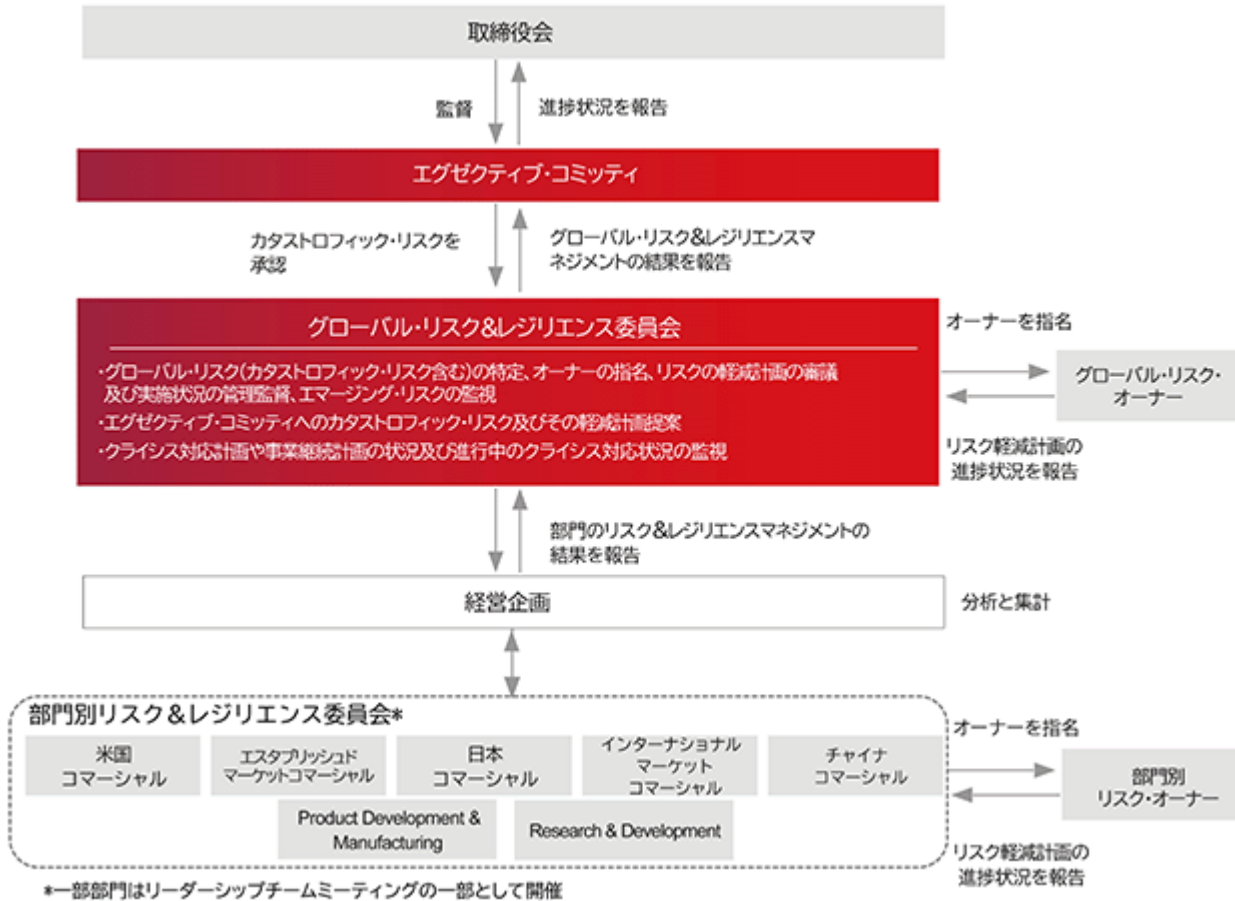 取締役会
監督
進捗状況を報告
エグゼクティブ・コミッティ
カタストロフィック・リスクを
承認
グローバル・リスク&レジリエンスマ
ネジメントの結果を報告
グローバル・リスク&レジリエンス委員会
・グローバル・リスク(カタストロフィック・リスク含む)の特定、オーナーの指名、リスクの軽減計画の審議
及び実施状況の管理監督、エマージング・リスクの監視
・エグゼクティブ・コミッティへのカタストロフィック・リスク及びその軽減計画提案
・クライシス対応計画や事業継続計画の状況及び進行中のクライシス対応状況の監視
オーナーを指名
グローバル・リスク・
オーナー
リスク軽減計画の
進捗状況を報告
部門のリスク&レジリエンスマネジメントの
結果を報告
経営企画
分析と集計
部門別リスク&レジリエンス委員会*
米国
コマーシャル
エスタブリッシュド
マーケットコマーシャル
日本
コマーシャル
インターナショナル
マーケット
コマーシャル
チャイナ
コマーシャル
Product Development &
Manufacturing
Research & Development
オーナーを指名
部門別
リスク・オーナー
リスク軽減計画の
進捗状況を報告
*一部部門はリーダーシップチームミーティングの一部として開催